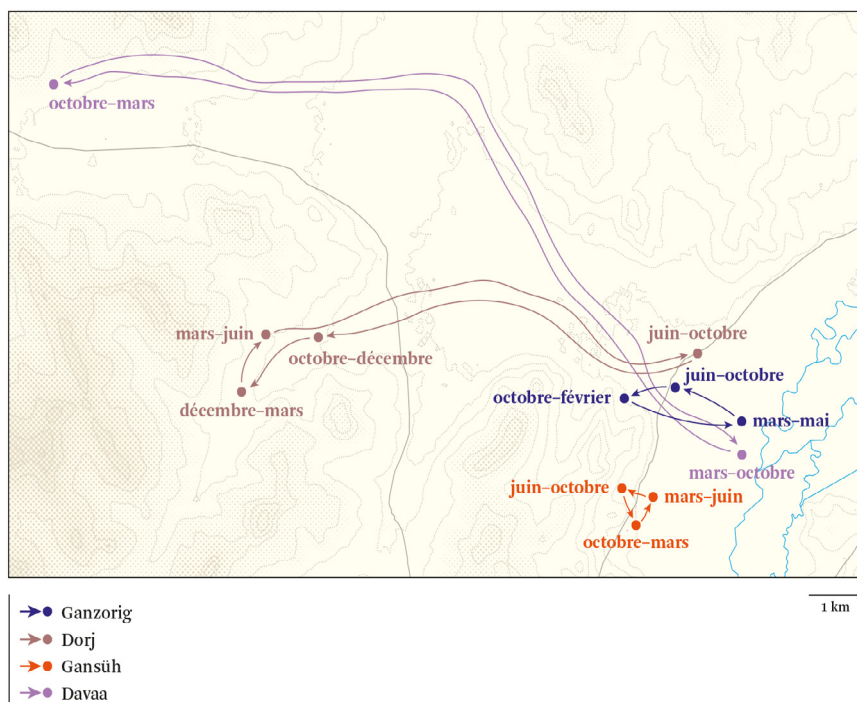 octobre–mars
mars–juin
octobre–décembre
juin–octobre
décembre–mars
octobre–février
juin–octobre
mars–mai
mars–octobre
juin–octobre
mars–juin
octobre–mars
1 km
Ganzorig
Dorj
Gansüh
Davaa